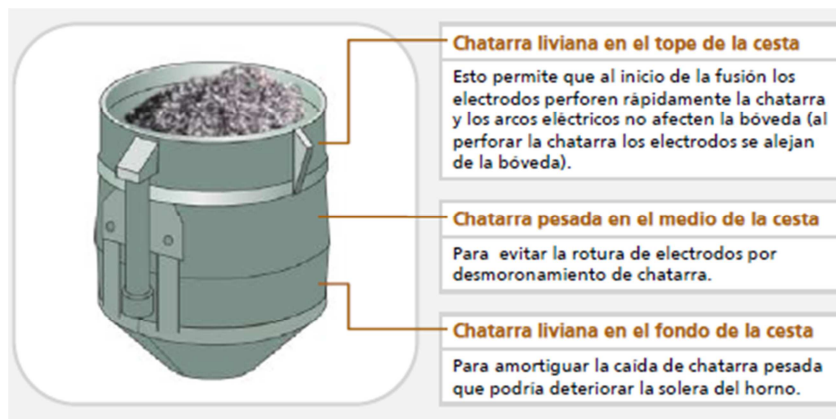 Chatarra liviana en el tope de la cesta
Esto permite que al inicio de la fusión los
electrodos perforen ràpidamente la chatarra
y los arcos eléctricos no afecten la bóveda (al
perforar la chatarra los electrodos se alejan
de la bóveda).
Chatarra pesada en el medio de la cesta
Para evitar la rotura de electrodos por
desmoronamiento de chatarra.
Chatarra liviana en el fondo de la cesta
Para amortiguar la caída de chatarra pesada
que podría deteriorar la solera del horno.